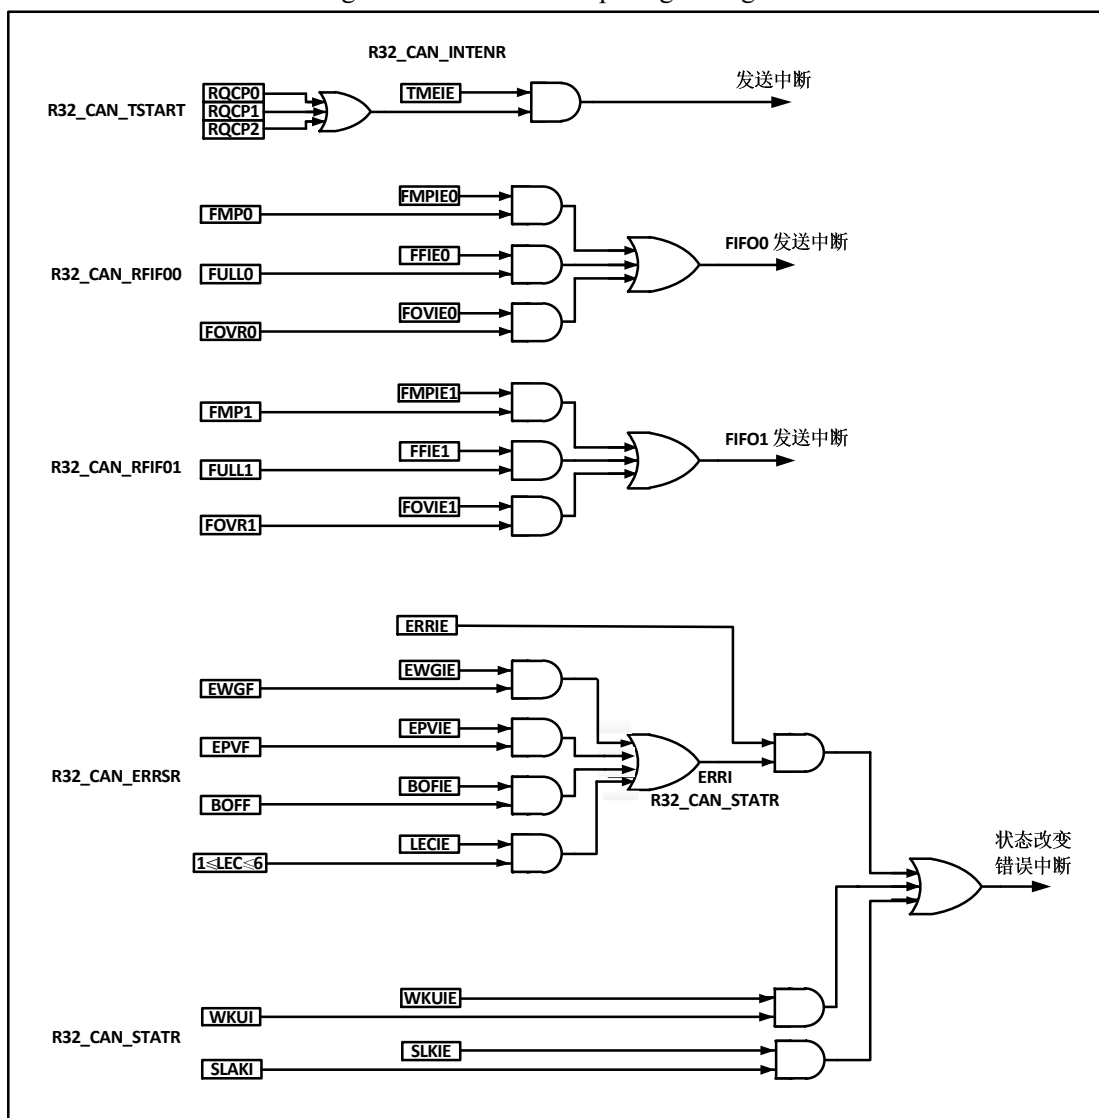 R32_CAN_INTENR
发送中断
R32_CAN_TSTART
RQCP0
RQCP1
RQCP2
TMEIE
FMPIE0
FMP0
FIFO0 发送中断
R32_CAN_RFIF00
FFIE0
FULL0
FOVIE0
FOVR0
FMPIE1
FMP1
FIFO1 发送中断
R32_CAN_RFIF01
FFIE1
FULL1
FOVIE1
FOVR1
ERRIE
EWGIE
EWGF
EPVIE
EPVF
R32_CAN_ERRSR
ERRI
R32_CAN_STATR
BOFIE
BOFF
LECIE
1≤LEC≤6
状态改变
错误中断
WKUIE
WKUI
R32_CAN_STATR
SLKIE
SLAKI